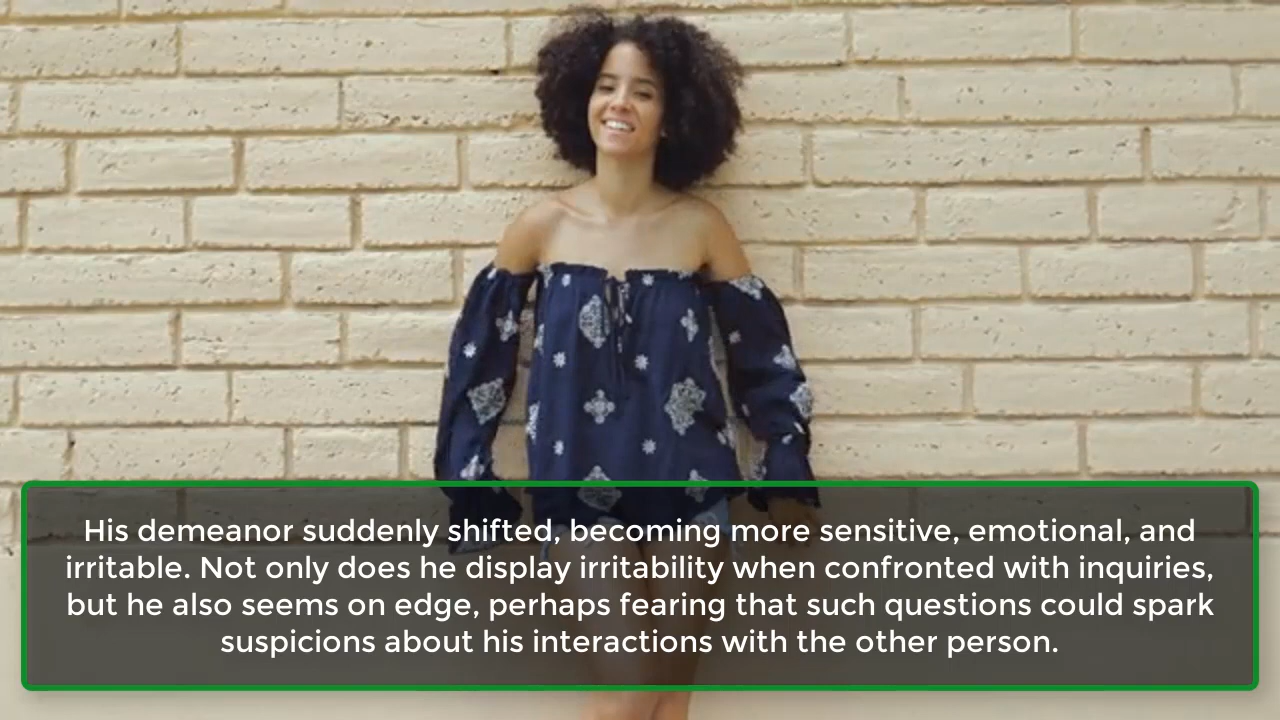 His demeanor suddenly shifted, becoming more sensitive, emotional, and
irritable. Not only does he display irritability when confronted with inquiries,
but he also seems on edge, perhaps fearing that such questions could spark
suspicions about his interactions with the other person.